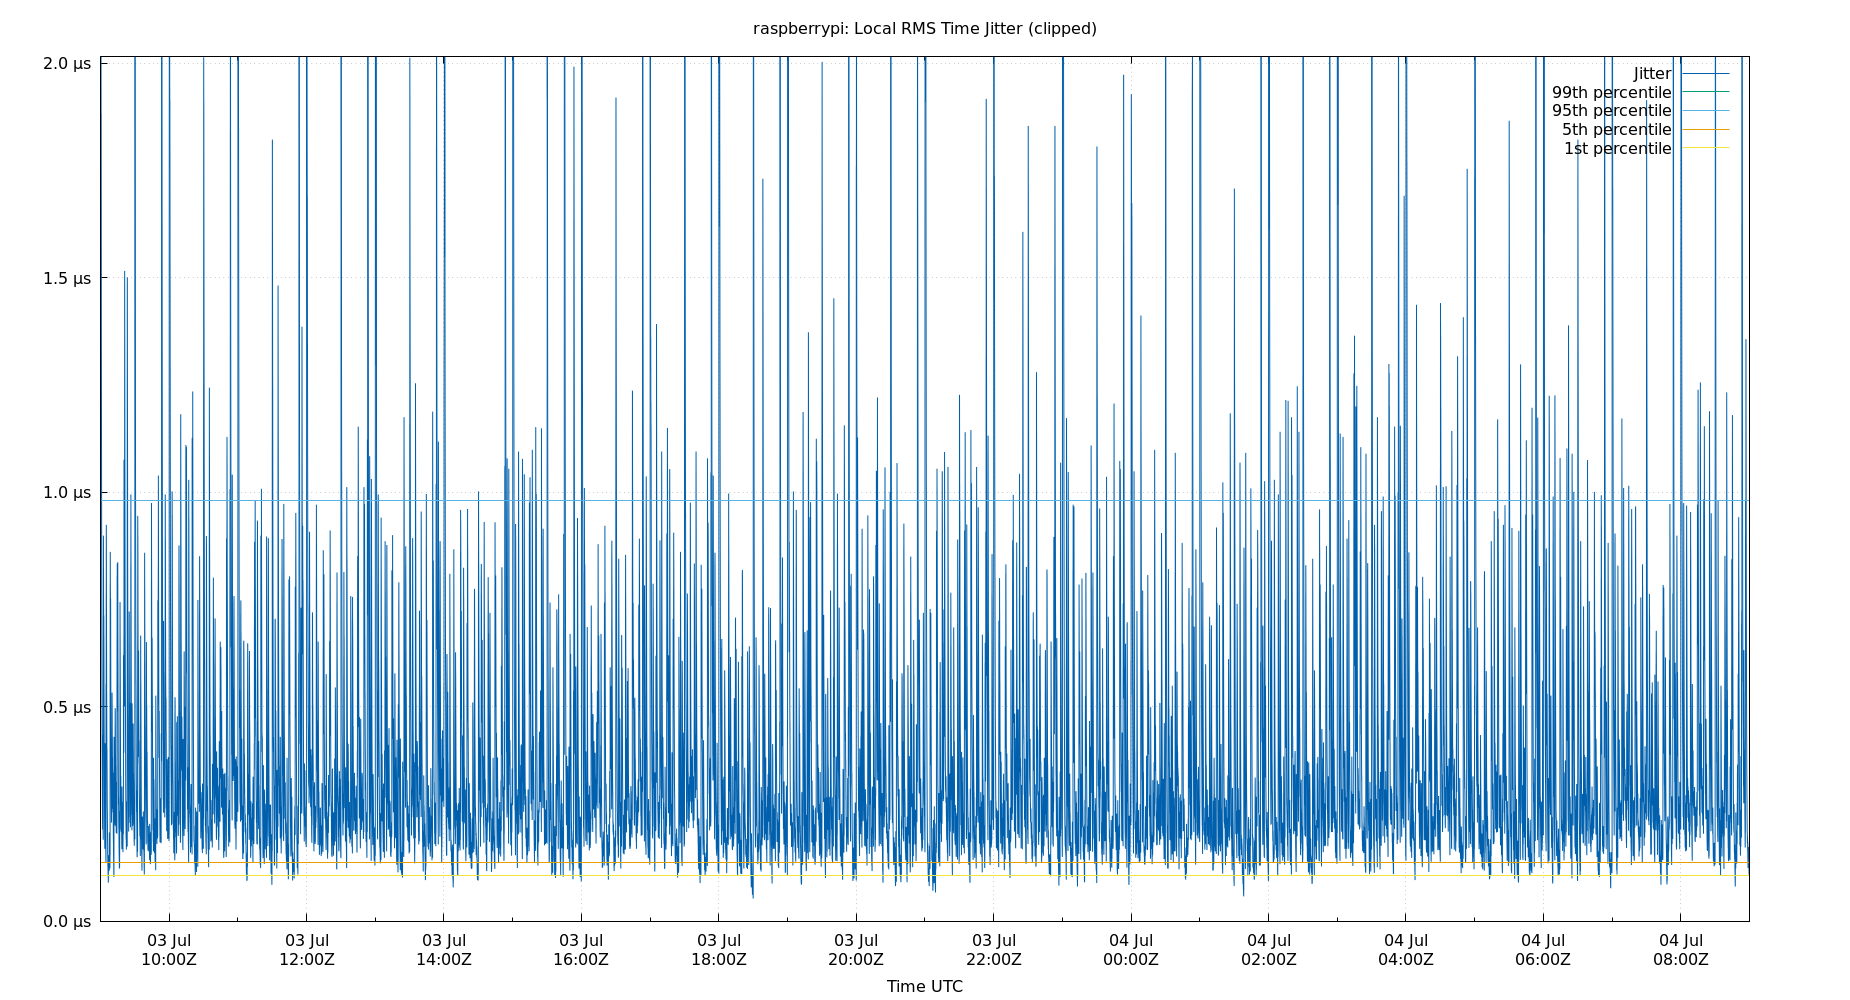 raspberrypi: Local RMS Time Jitter (clipped)
2.0 µs
1.5 µs
1.0 µs
0.5 µs
0.0 µs
Jitter
99th percentile
95th percentile
5th percentile
1st percentile
03 Jul 03 Jul 03 Jul 03 Jul 03 Jul 03 Jul 03 Jul 04 Jul 04 Jul 04 Jul 04 Jul 04 Jul
10:00Z 12:00Z 14:00Z 16:00Z 18:00Z 20:00Z 22:00Z 00:00Z 02:00Z 04:00Z 06:00Z 08:00Z
Time UTC